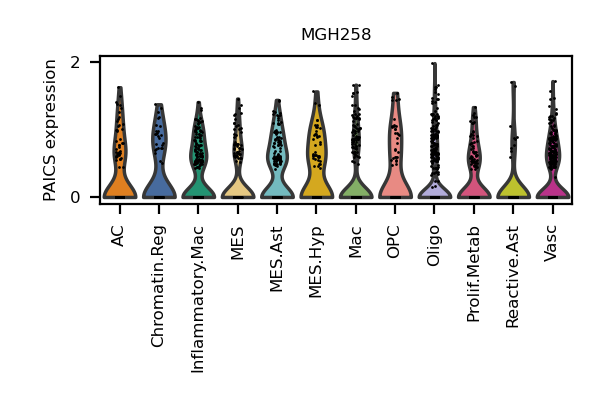 MGH258
PAICS expression
2
0
AC
Chromatin.Reg
Inflammatory.Mac
MES
MES.Ast
MES.Hyp
Mac
OPC
Oligo
Prolif.Metab
Reactive.Ast
Vasc